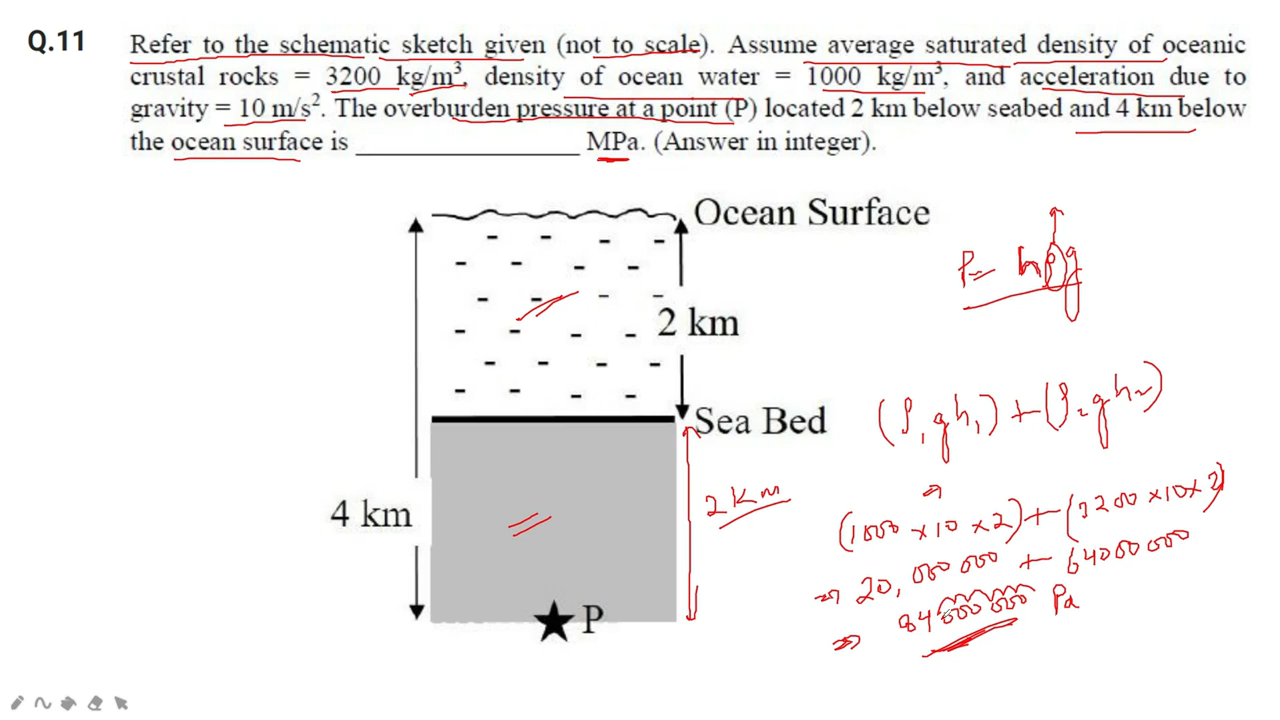 Q.11
Refer to the schematic sketch given (not to scale). Assume average saturated density of oceanic
crustal rocks = 3200 kg/m³, density of ocean water = 1000 kg/m³, and acceleration due to
gravity = 10 m/s². The overburden pressure at a point (P) located 2 km below seabed and 4 km below
the ocean surface is ____________ MPa. (Answer in integer).
Ocean Surface
P = hρg
2 km
Sea Bed
(ρ₁gh₁) + (ρ₂gh₂)
4 km
2 km
(1000 × 10 × 2) + (3200 × 10 × 2)
⇒ 20,000 000 + 64000 000
⇒ 84000 000 Pa
P